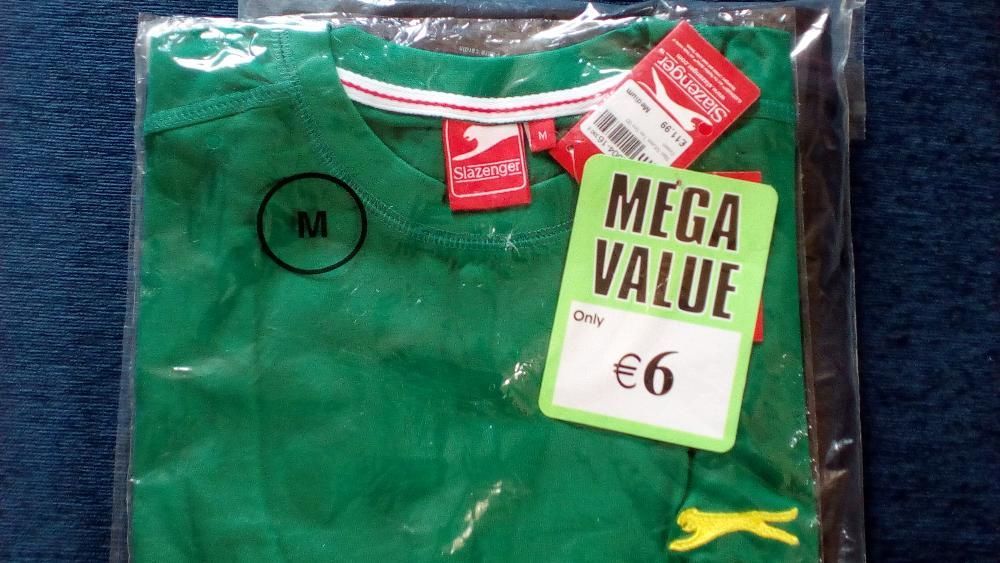 M
Slazenger
M
Slazenger
Medium
£11.99
MEGA
VALUE
Only
€6